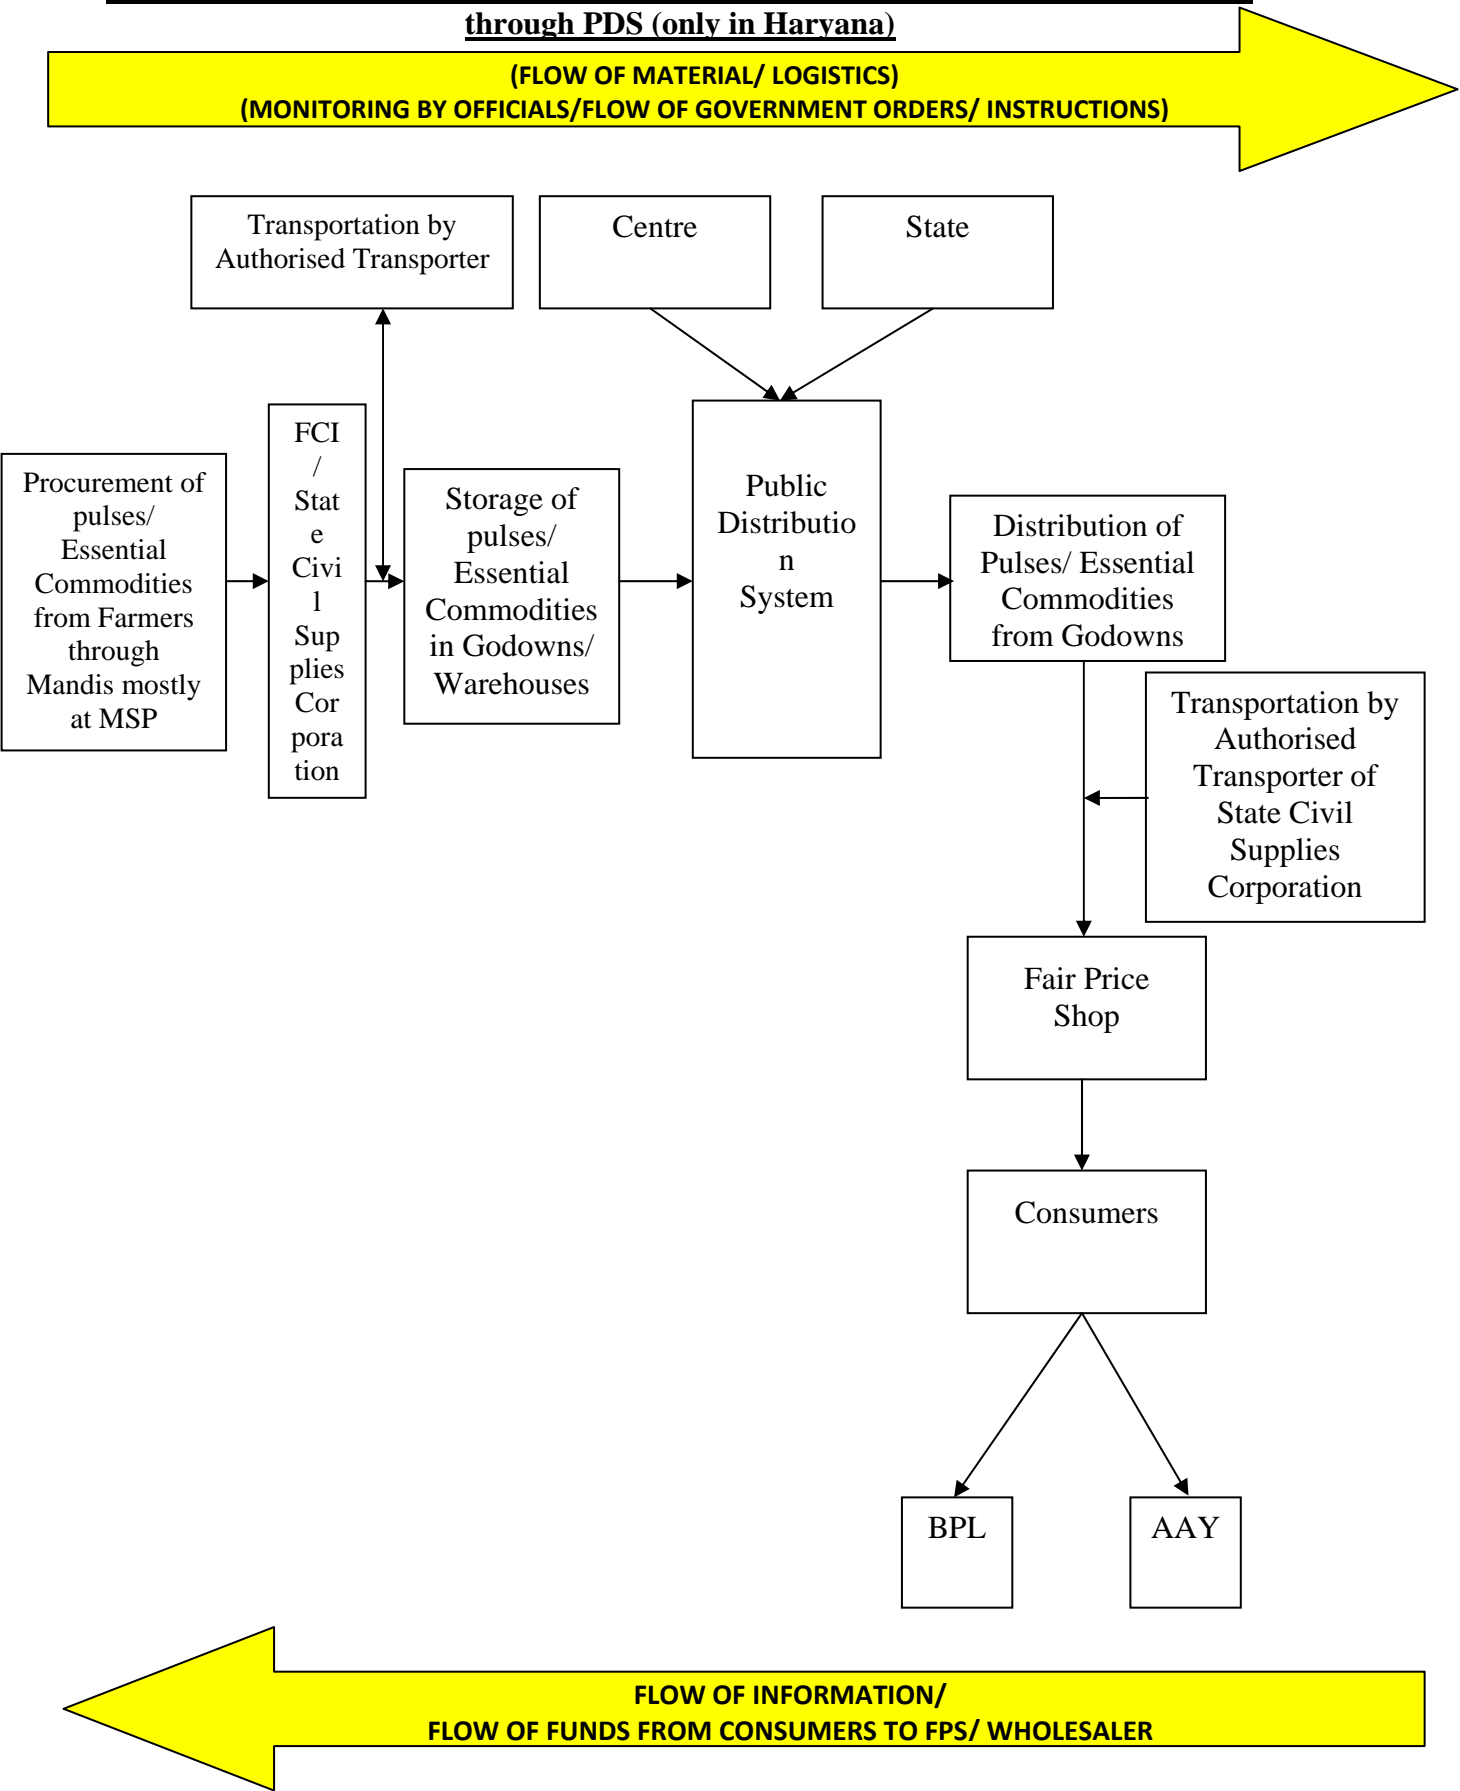 through PDS (only in Haryana)
(FLOW OF MATERIAL/ LOGISTICS)
(MONITORING BY OFFICIALS/FLOW OF GOVERNMENT ORDERS/ INSTRUCTIONS)
Transportation by
Authorised Transporter
Centre
State
Procurement of
pulses/
Essential
Commodities
from Farmers
through
Mandis mostly
at MSP
FCI
/
Stat
e
Civi
l
Sup
plies
Cor
pora
tion
Storage of
pulses/
Essential
Commodities
in Godowns/
Warehouses
Public
Distributio
n
System
Distribution of
Pulses/ Essential
Commodities
from Godowns
Transportation by
Authorised
Transporter of
State Civil
Supplies
Corporation
Fair Price
Shop
Consumers
BPL
AAY
FLOW OF INFORMATION/
FLOW OF FUNDS FROM CONSUMERS TO FPS/ WHOLESALER